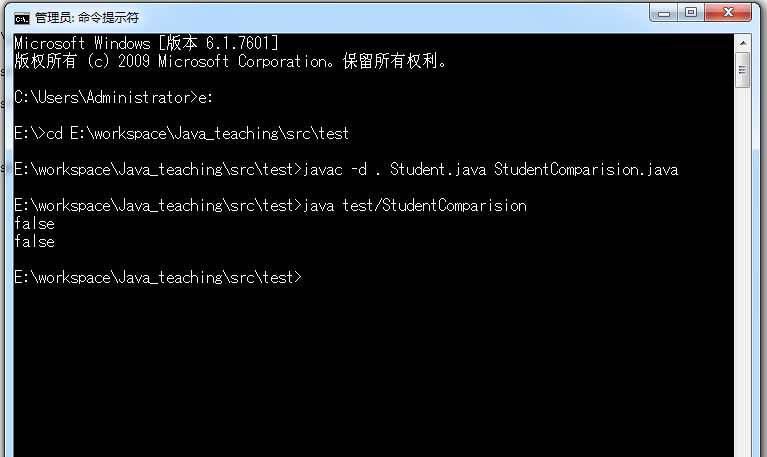 管理员: 命令提示符
Microsoft Windows [版本 6.1.7601]
版权所有 (c) 2009 Microsoft Corporation。保留所有权利。
C:\Users\Administrator>e:
E:\>cd E:\workspace\Java_teaching\src\test
E:\workspace\Java_teaching\src\test>javac -d . Student.java StudentComparision.java
E:\workspace\Java_teaching\src\test>java test/StudentComparision
false
false
E:\workspace\Java_teaching\src\test>